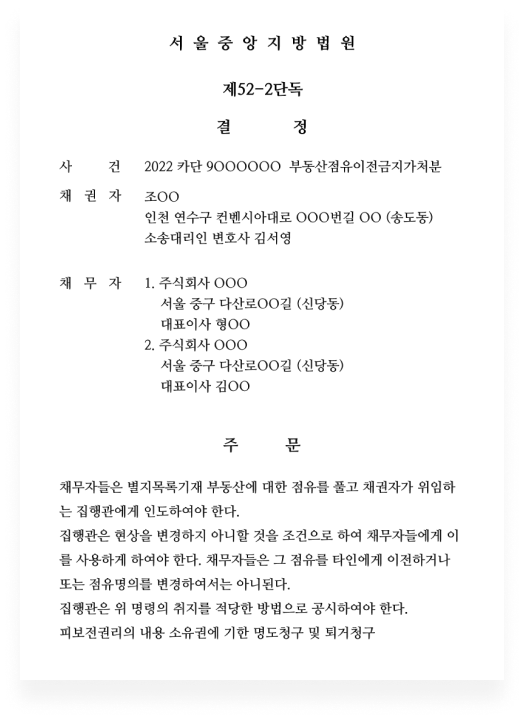 서 울 중 앙 지 방 법 원
제52-2단독
결 정
사 건 2022 카단 9OOOOOO 부동산점유이전금지가처분
채 권 자 조OO
인천 연수구 컨벤시아대로 OOO번길 OO (송도동)
소송대리인 변호사 김서영
채 무 자 1. 주식회사 OOO
서울 중구 다산로OO길 (신당동)
대표이사 형OO
2. 주식회사 OOO
서울 중구 다산로OO길 (신당동)
대표이사 김OO
주 문
채무자들은 별지목록기재 부동산에 대한 점유를 풀고 채권자가 위임하
는 집행관에게 인도하여야 한다.
집행관은 현상을 변경하지 아니할 것을 조건으로 하여 채무자들에게 이
를 사용하게 하여야 한다. 채무자들은 그 점유를 타인에게 이전하거나
또는 점유명의를 변경하여서는 아니된다.
집행관은 위 명령의 취지를 적당한 방법으로 공시하여야 한다.
피보전권리의 내용 소유권에 기한 명도청구 및 퇴거청구